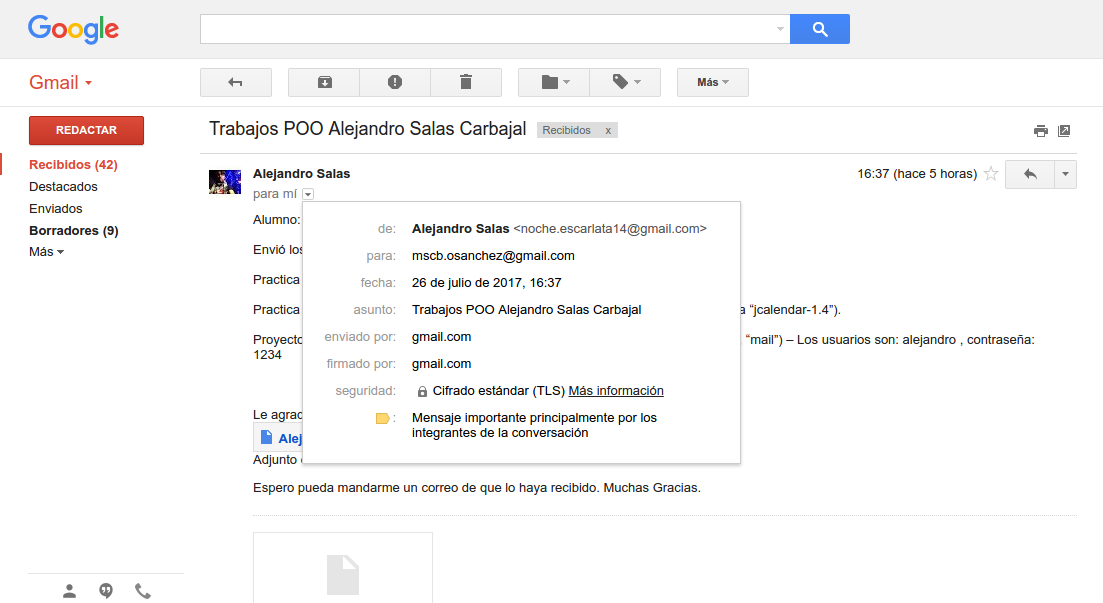 Google
Gmail
Más
REDACTAR
Trabajos POO Alejandro Salas Carbajal Recibidos x
Recibidos (42)
Destacados
Enviados
Borradores (9)
Más
Alejandro Salas 16:37 (hace 5 horas)
para mí
Alumno:
Envió los
Practica
Practica a “jcalendar-1.4”).
Proyecto “mail”) – Los usuarios son: alejandro , contraseña:
1234
de: Alejandro Salas <noche.escarlata14@gmail.com>
para: mscb.osanchez@gmail.com
fecha: 26 de julio de 2017, 16:37
asunto: Trabajos POO Alejandro Salas Carbajal
enviado por: gmail.com
firmado por: gmail.com
seguridad: Cifrado estándar (TLS) Más información
: Mensaje importante principalmente por los
integrantes de la conversación
Le agrad
Alej
Adjunto
Espero pueda mandarme un correo de que lo haya recibido. Muchas Gracias.